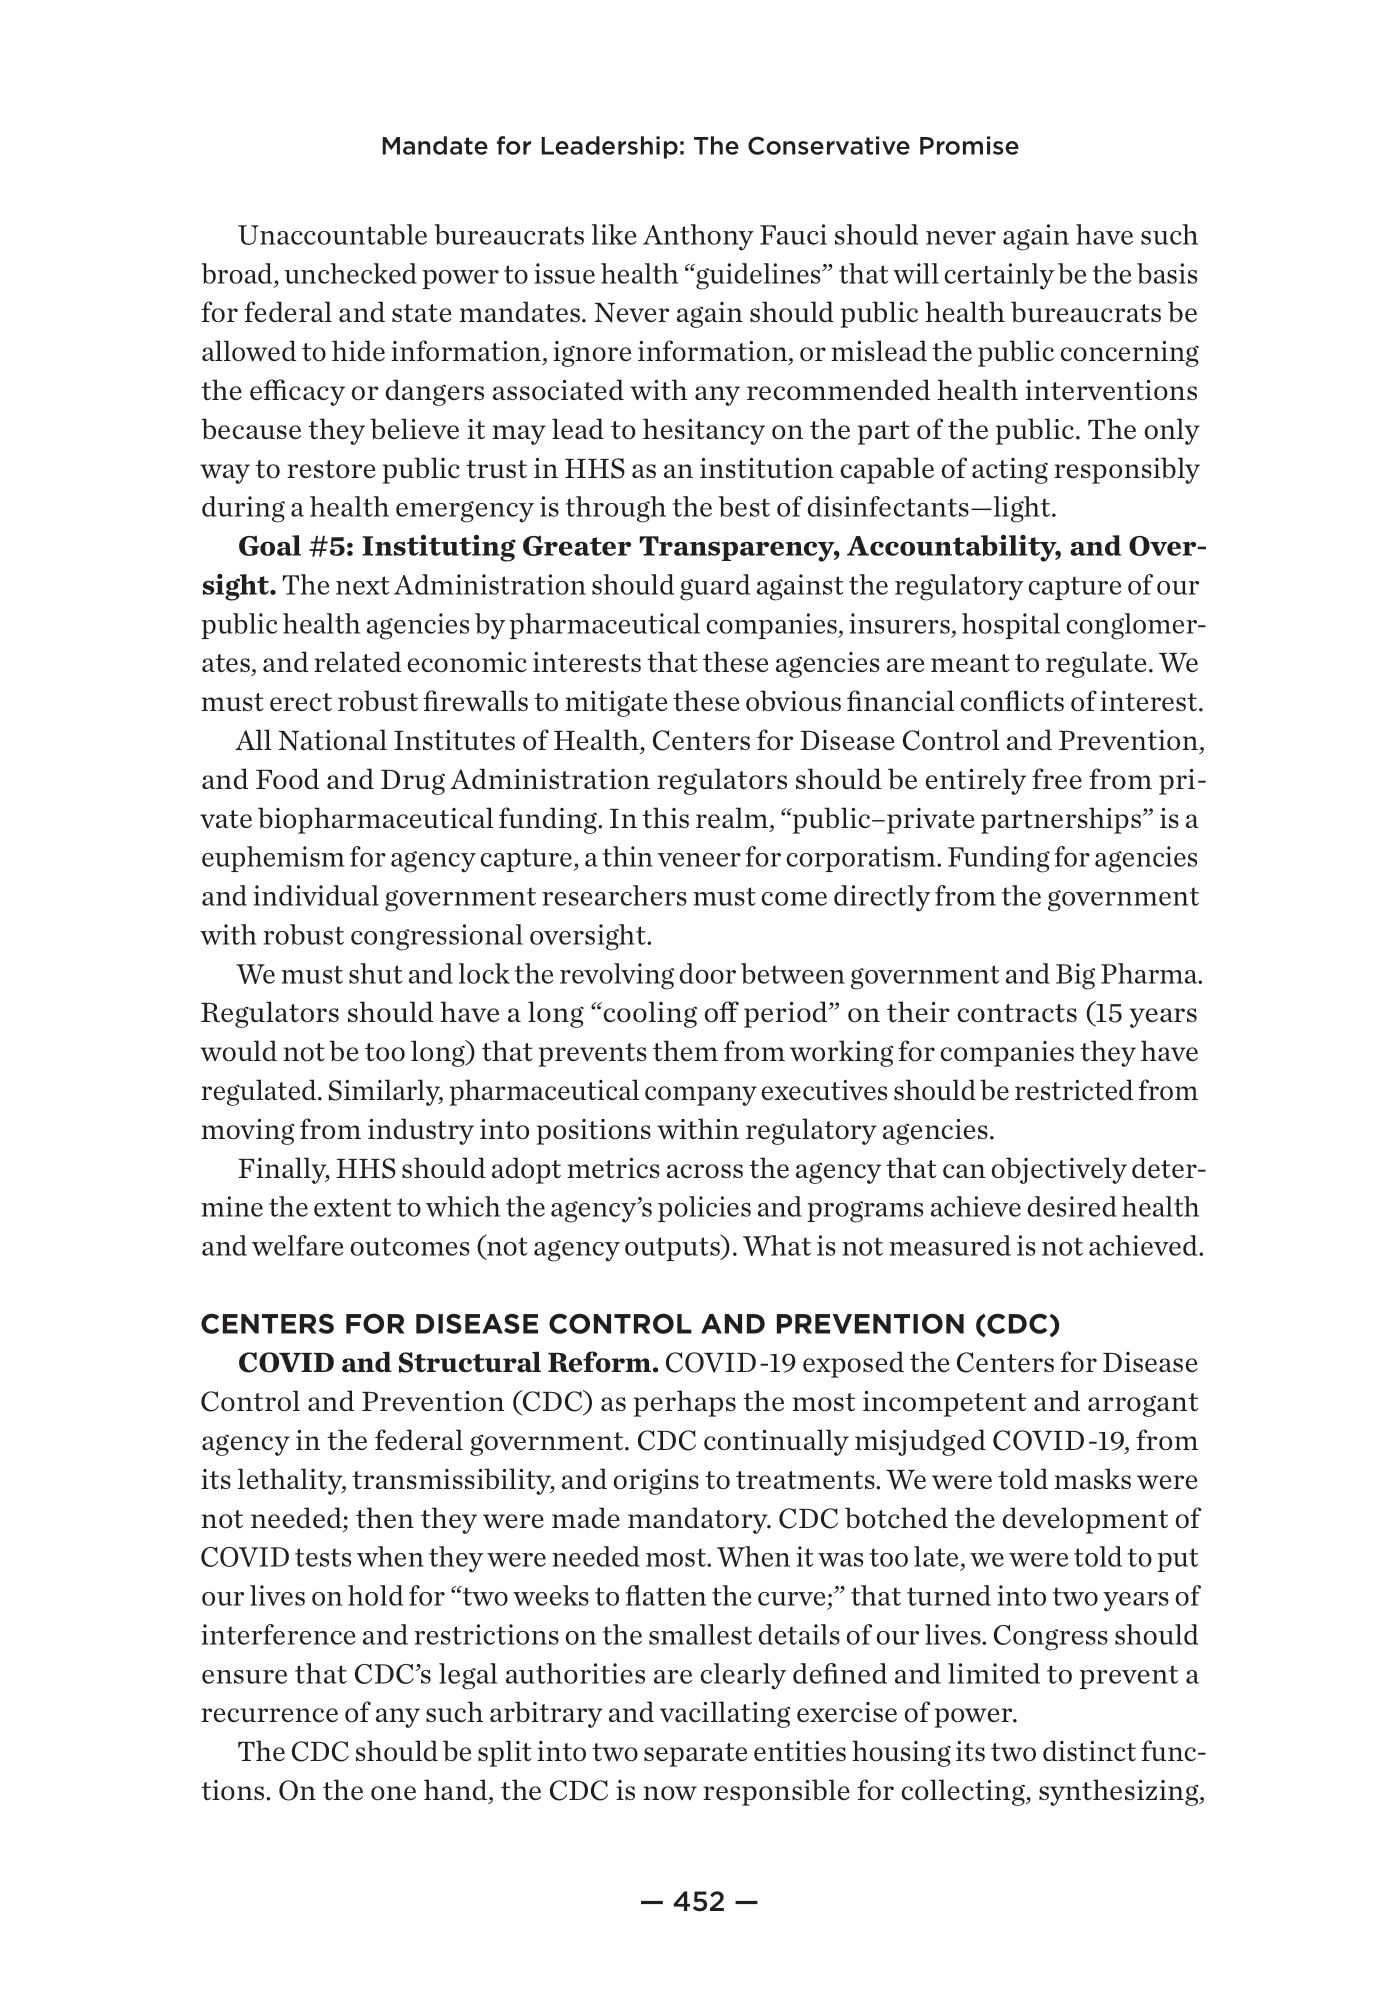 Mandate for Leadership: The Conservative Promise
Unaccountable bureaucrats like Anthony Fauci should never again have such
broad, unchecked power to issue health “guidelines” that will certainly be the basis
for federal and state mandates. Never again should public health bureaucrats be
allowed to hide information, ignore information, or mislead the public concerning
the efficacy or dangers associated with any recommended health interventions
because they believe it may lead to hesitancy on the part of the public. The only
way to restore public trust in HHS as an institution capable of acting responsibly
during a health emergency is through the best of disinfectants—light.
Goal #5: Instituting Greater Transparency, Accountability, and Over-
sight. The next Administration should guard against the regulatory capture of our
public health agencies by pharmaceutical companies, insurers, hospital conglomer-
ates, and related economic interests that these agencies are meant to regulate. We
must erect robust firewalls to mitigate these obvious financial conflicts of interest.
All National Institutes of Health, Centers for Disease Control and Prevention,
and Food and Drug Administration regulators should be entirely free from pri-
vate biopharmaceutical funding. In this realm, “public–private partnerships” is a
euphemism for agency capture, a thin veneer for corporatism. Funding for agencies
and individual government researchers must come directly from the government
with robust congressional oversight.
We must shut and lock the revolving door between government and Big Pharma.
Regulators should have a long “cooling off period” on their contracts (15 years
would not be too long) that prevents them from working for companies they have
regulated. Similarly, pharmaceutical company executives should be restricted from
moving from industry into positions within regulatory agencies.
Finally, HHS should adopt metrics across the agency that can objectively deter-
mine the extent to which the agency’s policies and programs achieve desired health
and welfare outcomes (not agency outputs). What is not measured is not achieved.
CENTERS FOR DISEASE CONTROL AND PREVENTION (CDC)
COVID and Structural Reform. COVID-19 exposed the Centers for Disease
Control and Prevention (CDC) as perhaps the most incompetent and arrogant
agency in the federal government. CDC continually misjudged COVID-19, from
its lethality, transmissibility, and origins to treatments. We were told masks were
not needed; then they were made mandatory. CDC botched the development of
COVID tests when they were needed most. When it was too late, we were told to put
our lives on hold for “two weeks to flatten the curve;” that turned into two years of
interference and restrictions on the smallest details of our lives. Congress should
ensure that CDC’s legal authorities are clearly defined and limited to prevent a
recurrence of any such arbitrary and vacillating exercise of power.
The CDC should be split into two separate entities housing its two distinct func-
tions. On the one hand, the CDC is now responsible for collecting, synthesizing,
— 452 —